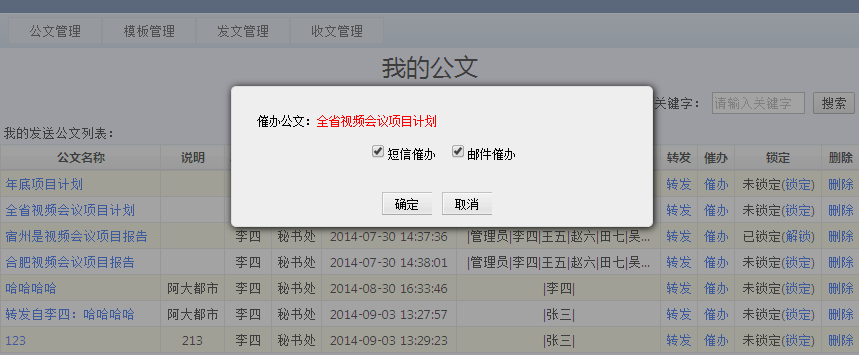 公文管理 模板管理 发文管理 收文管理
我的公文
关键字： 请输入关键字 搜索
我的发送公文列表：
公文名称 说明 转发 催办 锁定 删除
催办公文：全省视频会议项目计划
短信催办 邮件催办
确定 取消
年底项目计划 转发 催办 未锁定(锁定) 删除
全省视频会议项目计划 转发 催办 未锁定(锁定) 删除
宿州是视频会议项目报告 李四 秘书处 2014-07-30 14:37:36 |管理员|李四|王五|赵六|田七|吴... 转发 催办 已锁定(解锁) 删除
合肥视频会议项目报告 李四 秘书处 2014-07-30 14:38:01 |管理员|李四|王五|赵六|田七|吴... 转发 催办 未锁定(锁定) 删除
哈哈哈哈 阿大都市 李四 秘书处 2014-08-30 16:33:46 |李四| 转发 催办 未锁定(锁定) 删除
转发自李四：哈哈哈哈 阿大都市 李四 秘书处 2014-09-03 13:27:57 |张三| 转发 催办 未锁定(锁定) 删除
123 213 李四 秘书处 2014-09-03 13:29:23 |张三| 转发 催办 未锁定(锁定) 删除